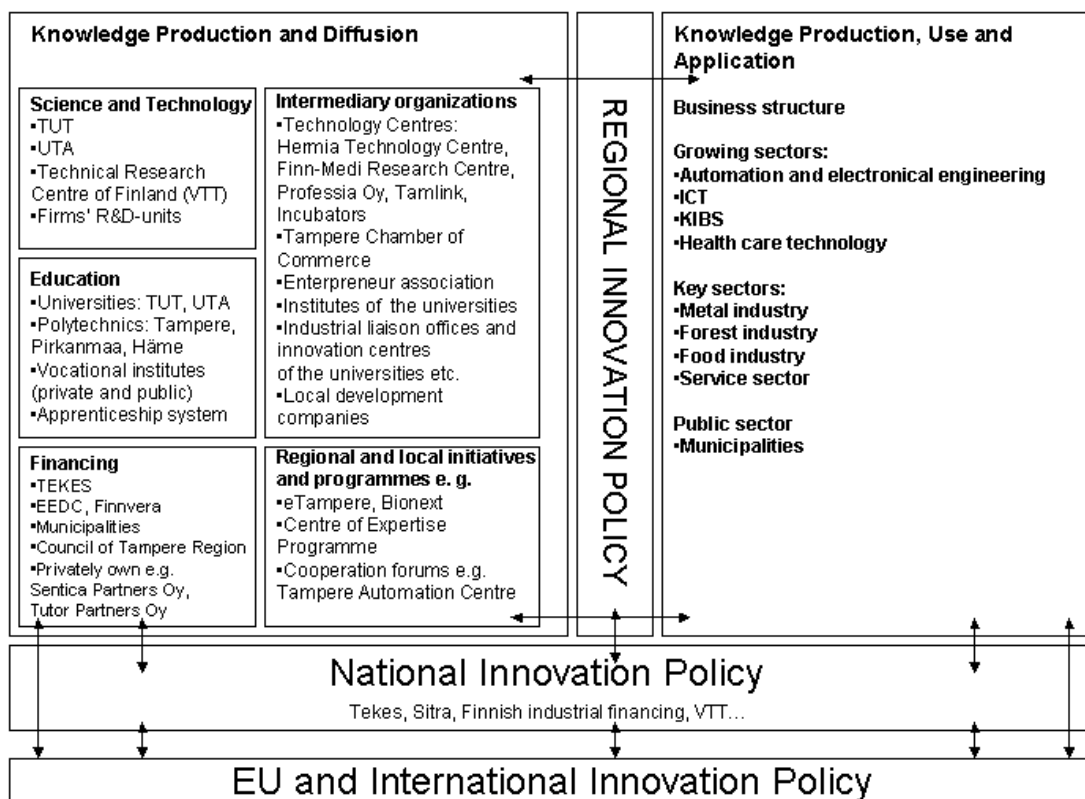 Knowledge Production and Diffusion
Science and Technology
▪TUT
▪UTA
▪Technical Research
Centre of Finland (VTT)
▪Firms' R&D-units
Education
▪Universities: TUT, UTA
▪Polytechnics: Tampere,
Pirkanmaa, Häme
▪Vocational institutes
(private and public)
▪Apprenticeship system
Financing
▪TEKES
▪EEDC, Finnvera
▪Municipalities
▪Council of Tampere Region
▪Privately own e.g.
Sentica Partners Oy,
Tutor Partners Oy
Intermediary organizations
▪Technology Centres:
Hermia Technology Centre,
Finn-Medi Research Centre,
Professia Oy, Tamlink,
Incubators
▪Tampere Chamber of
Commerce
▪Enterpreneur association
▪Institutes of the universities
▪Industrial liaison offices and
innovation centres
of the universities etc.
▪Local development
companies
Regional and local initiatives
and programmes e. g.
▪eTampere, Bionext
▪Centre of Expertise
Programme
▪Cooperation forums e.g.
Tampere Automation Centre
REGIONAL INNOVATION POLICY
Knowledge Production, Use and
Application
Business structure
Growing sectors:
▪Automation and electronical engineering
▪ICT
▪KIBS
▪Health care technology
Key sectors:
▪Metal industry
▪Forest industry
▪Food industry
▪Service sector
Public sector
▪Municipalities
National Innovation Policy
Tekes, Sitra, Finnish industrial financing, VTT...
EU and International Innovation Policy